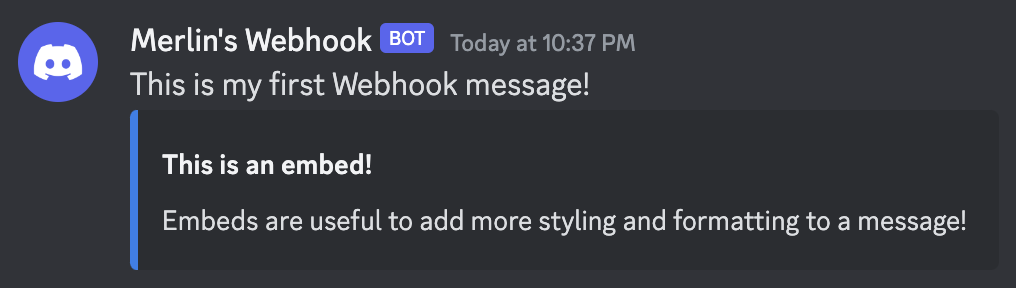 Merlin's Webhook BOT Today at 10:37 PM
This is my first Webhook message!
This is an embed!
Embeds are useful to add more styling and formatting to a message!